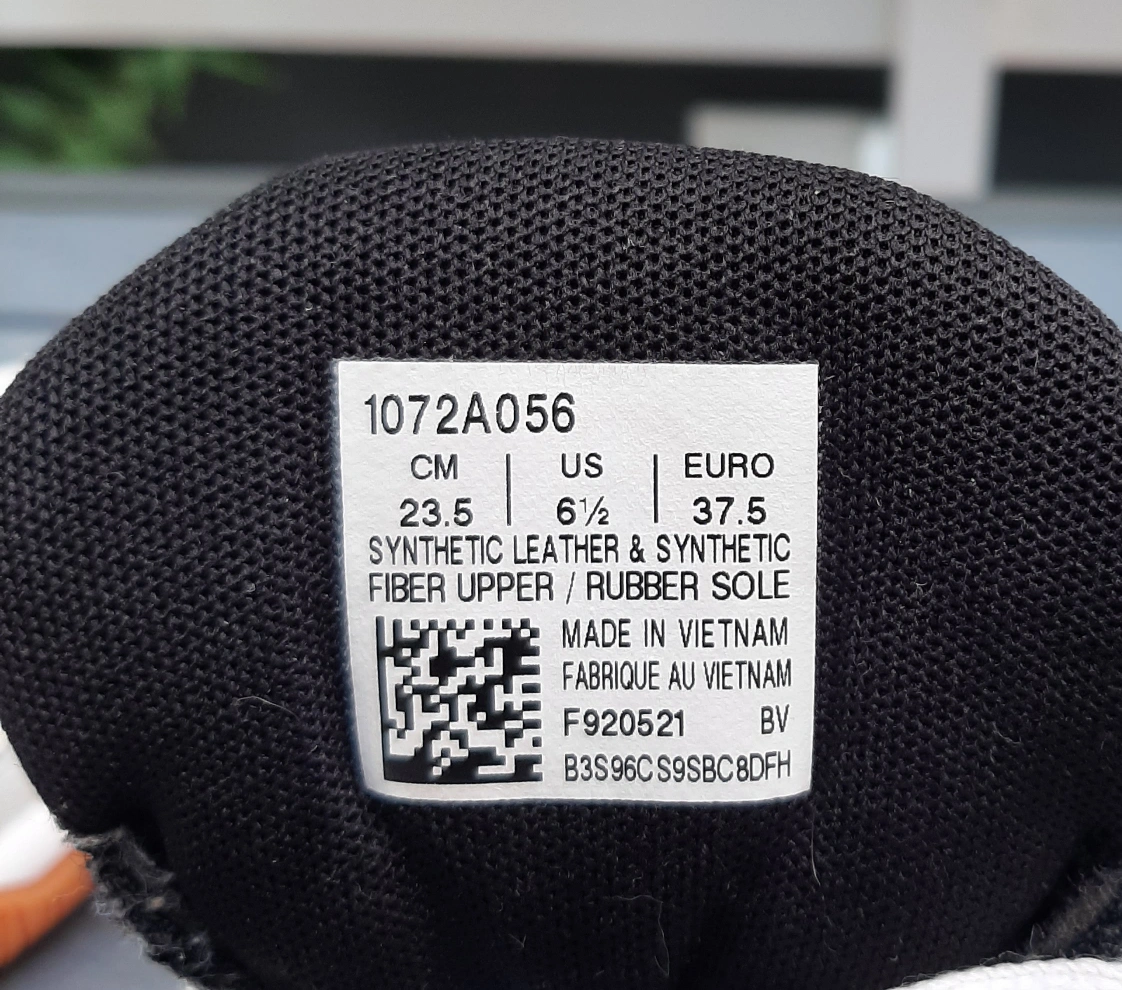 1072A056
CM | US | EURO
23.5 | 6½ | 37.5
SYNTHETIC LEATHER & SYNTHETIC
FIBER UPPER / RUBBER SOLE
MADE IN VIETNAM
FABRIQUE AU VIETNAM
F920521 BV
B3S96CS9SBC8DFH